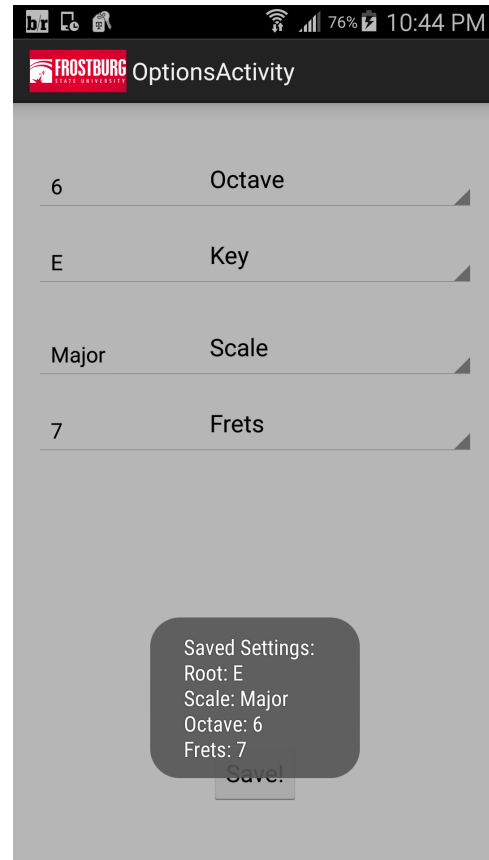 br 76% 10:44 PM
FROSTBURG
STATE UNIVERSITY
OptionsActivity
6 Octave
E Key
Major Scale
7 Frets
Saved Settings:
Root: E
Scale: Major
Octave: 6
Frets: 7
Save!